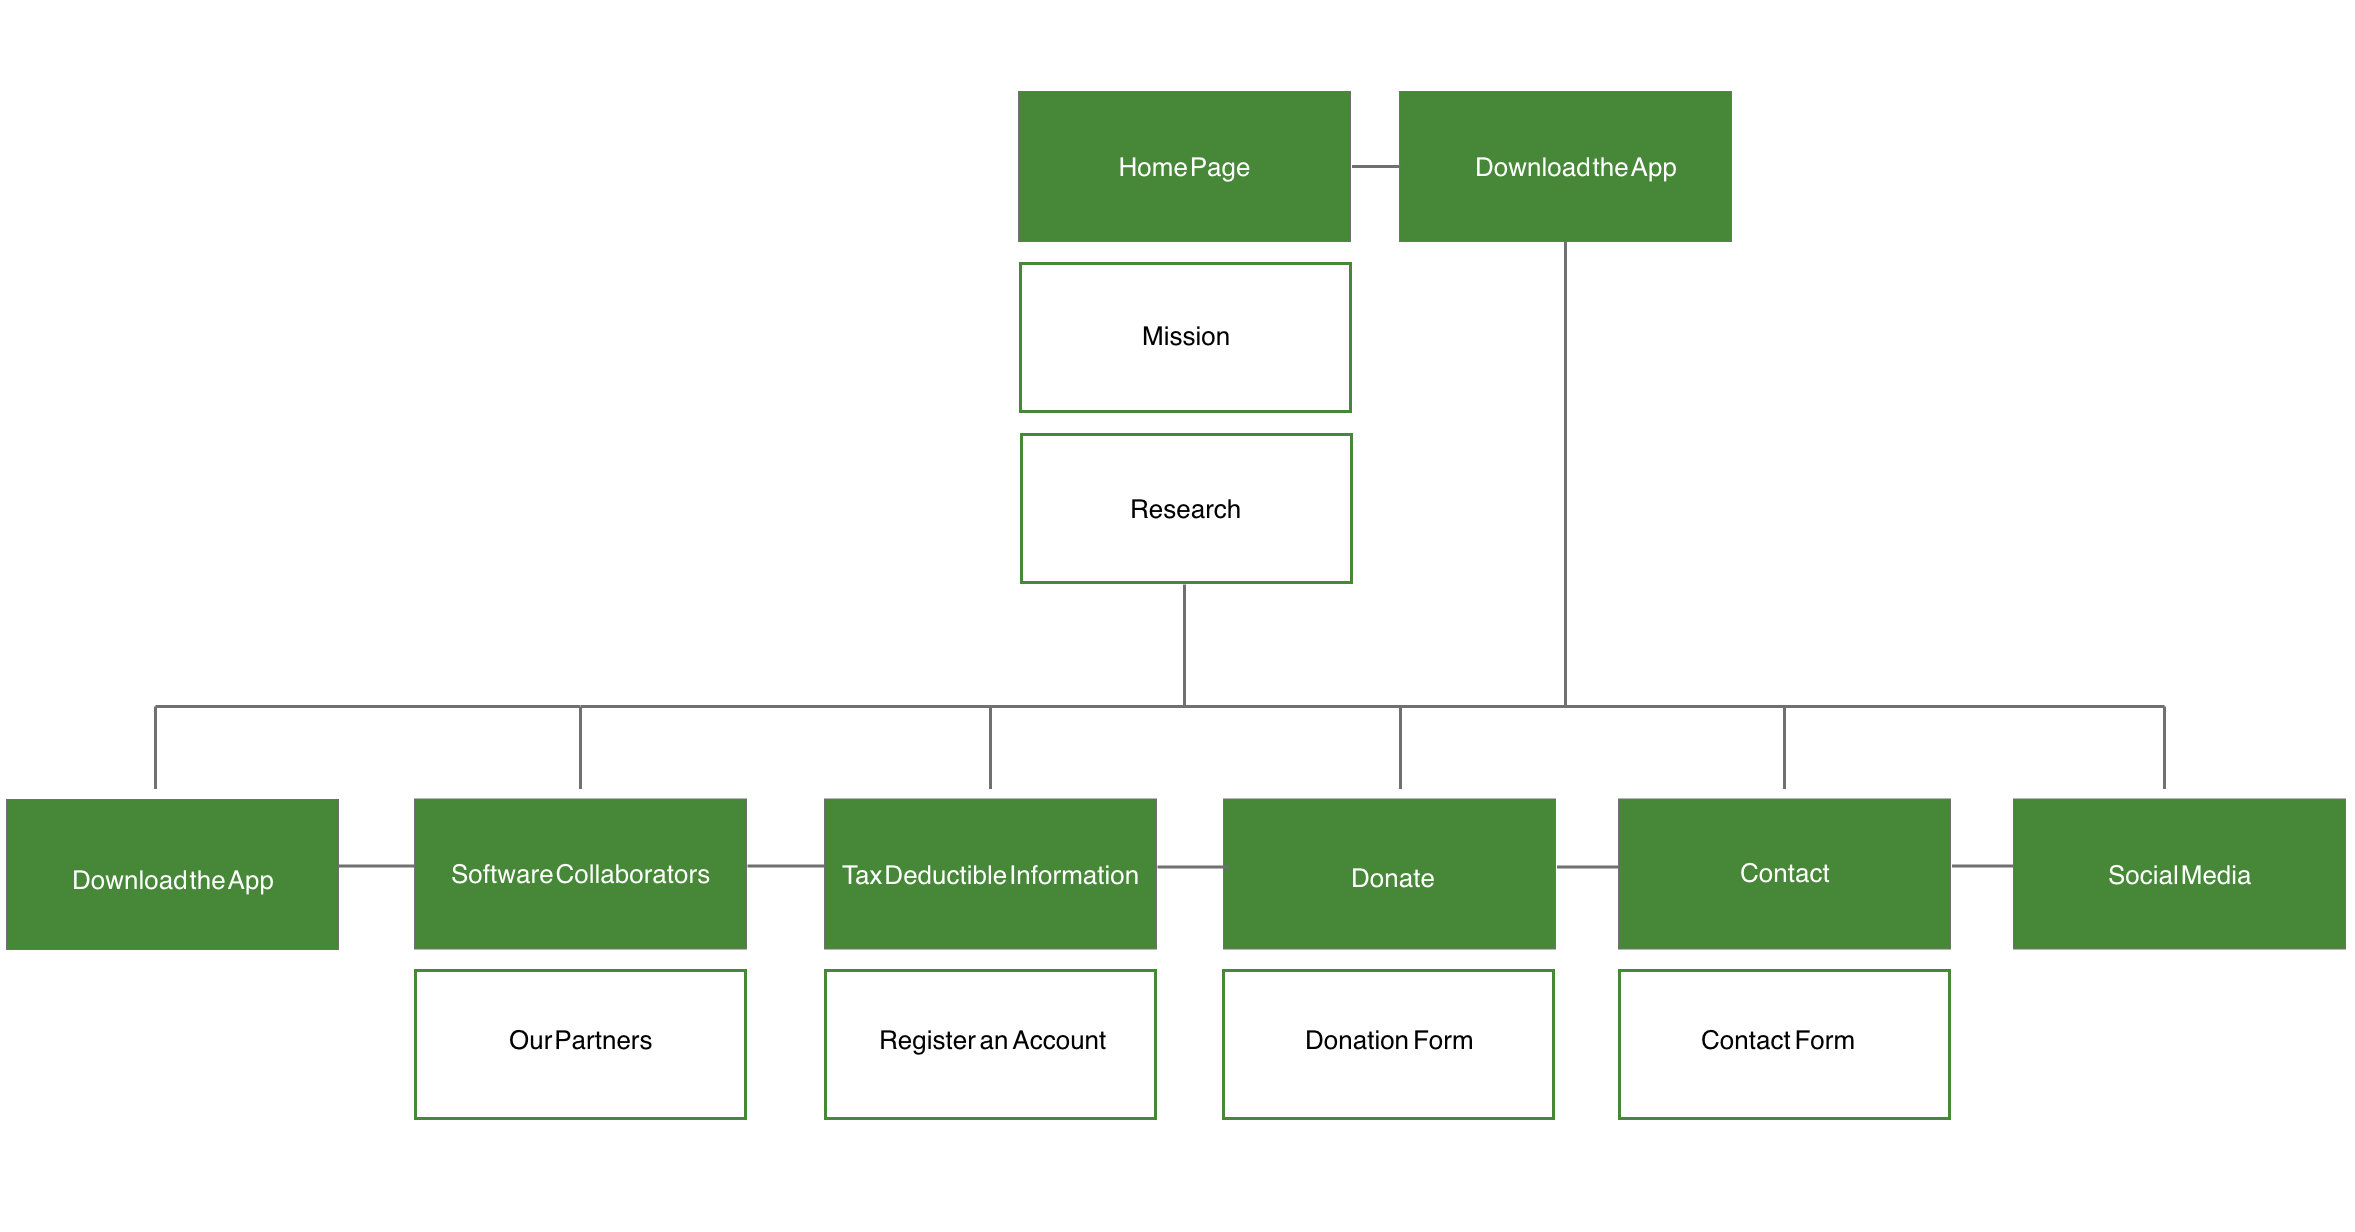 Home Page
Download the App
Mission
Research
Download the App
Software Collaborators
Tax Deductible Information
Donate
Contact
Social Media
Our Partners
Register an Account
Donation Form
Contact Form